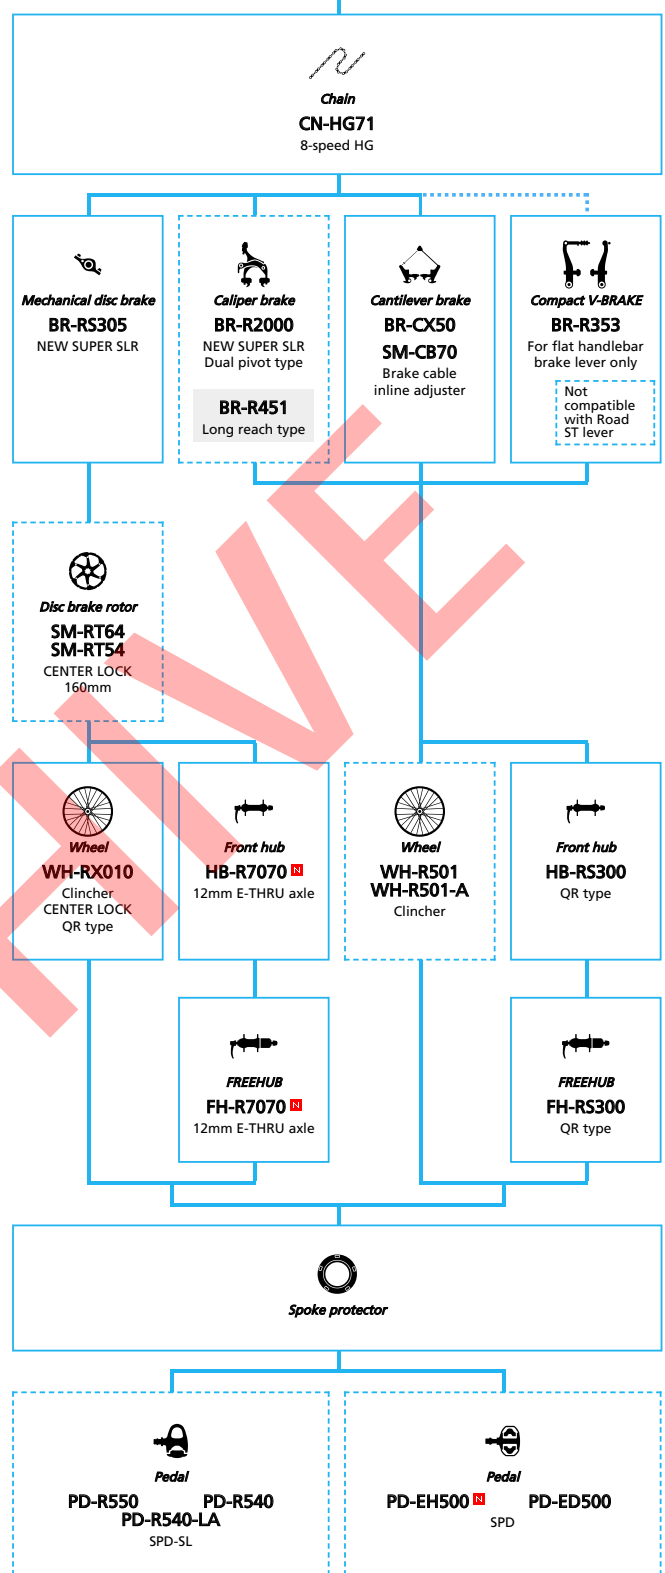 Chain
CN-HG71
8-speed HG
Mechanical disc brake
BR-RS305
NEW SUPER SLR
Caliper brake
BR-R2000
NEW SUPER SLR
Dual pivot type
BR-R451
Long reach type
Cantilever brake
BR-CX50
SM-CB70
Brake cable
inline adjuster
Compact V-BRAKE
BR-R353
For flat handlebar
brake lever only
Not
compatible
with Road
ST lever
Disc brake rotor
SM-RT64
SM-RT54
CENTER LOCK
160mm
Wheel
WH-RX010
Clincher
CENTER LOCK
QR type
Front hub
HB-R7070 N
12mm E-THRU axle
Wheel
WH-R501
WH-R501-A
Clincher
Front hub
HB-RS300
QR type
FREEHUB
FH-R7070 N
12mm E-THRU axle
FREEHUB
FH-RS300
QR type
Spoke protector
Pedal
PD-R550 PD-R540
PD-R540-LA
SPD-SL
Pedal
PD-EH500 N PD-ED500
SPD
HIVE